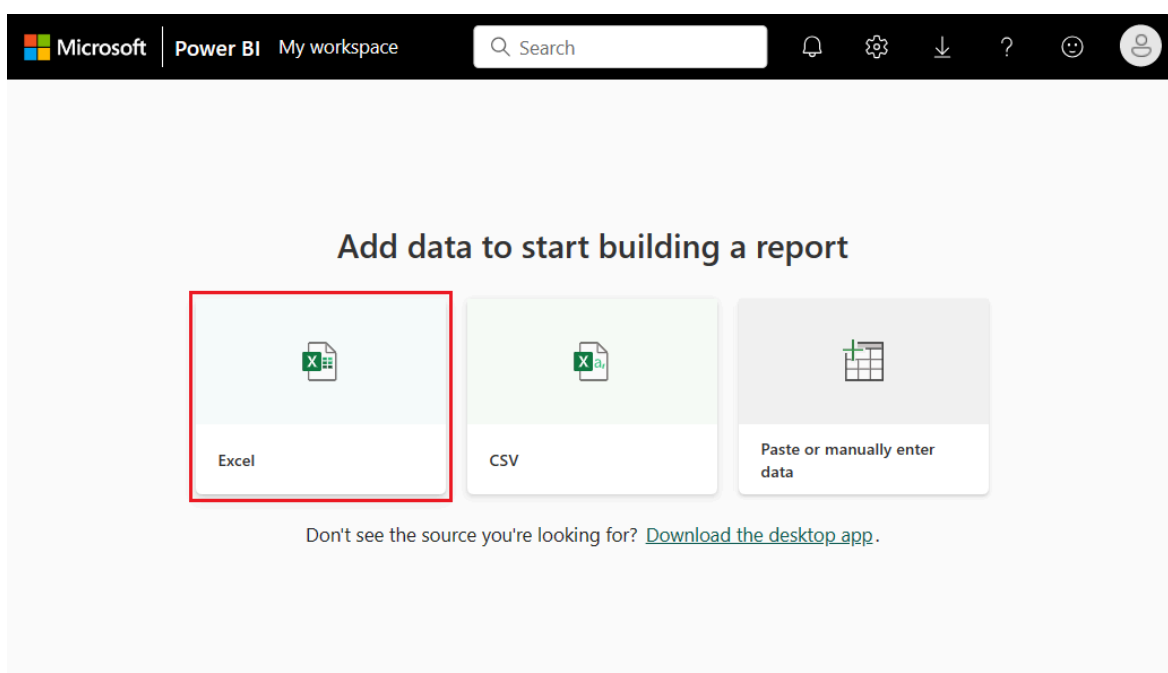 Microsoft Power BI My workspace Search ?
Add data to start building a report
X X a,
Excel CSV Paste or manually enter
data
Don't see the source you're looking for? Download the desktop app.